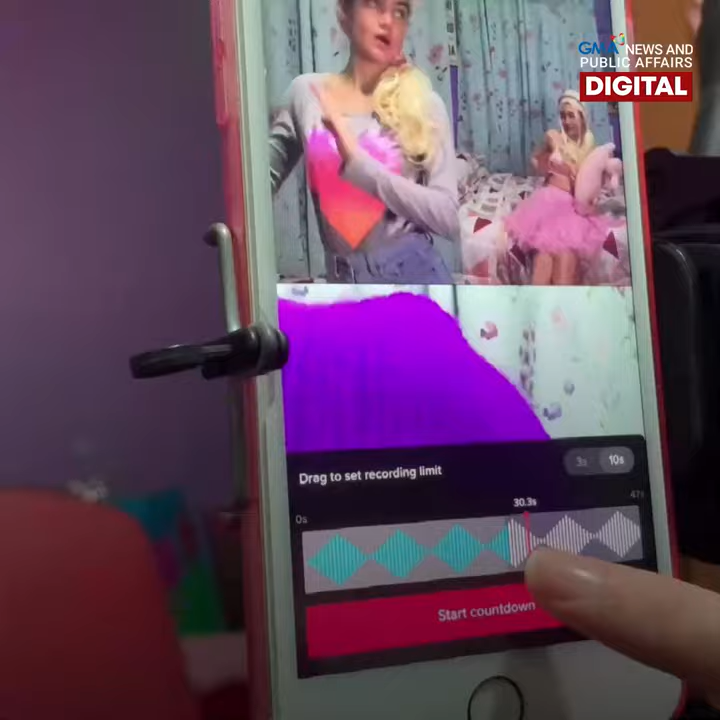 GMA NEWS AND
PUBLIC AFFAIRS
DIGITAL
Drag to set recording limit
3s 10s
30.3s
0s
47s
Start countdown